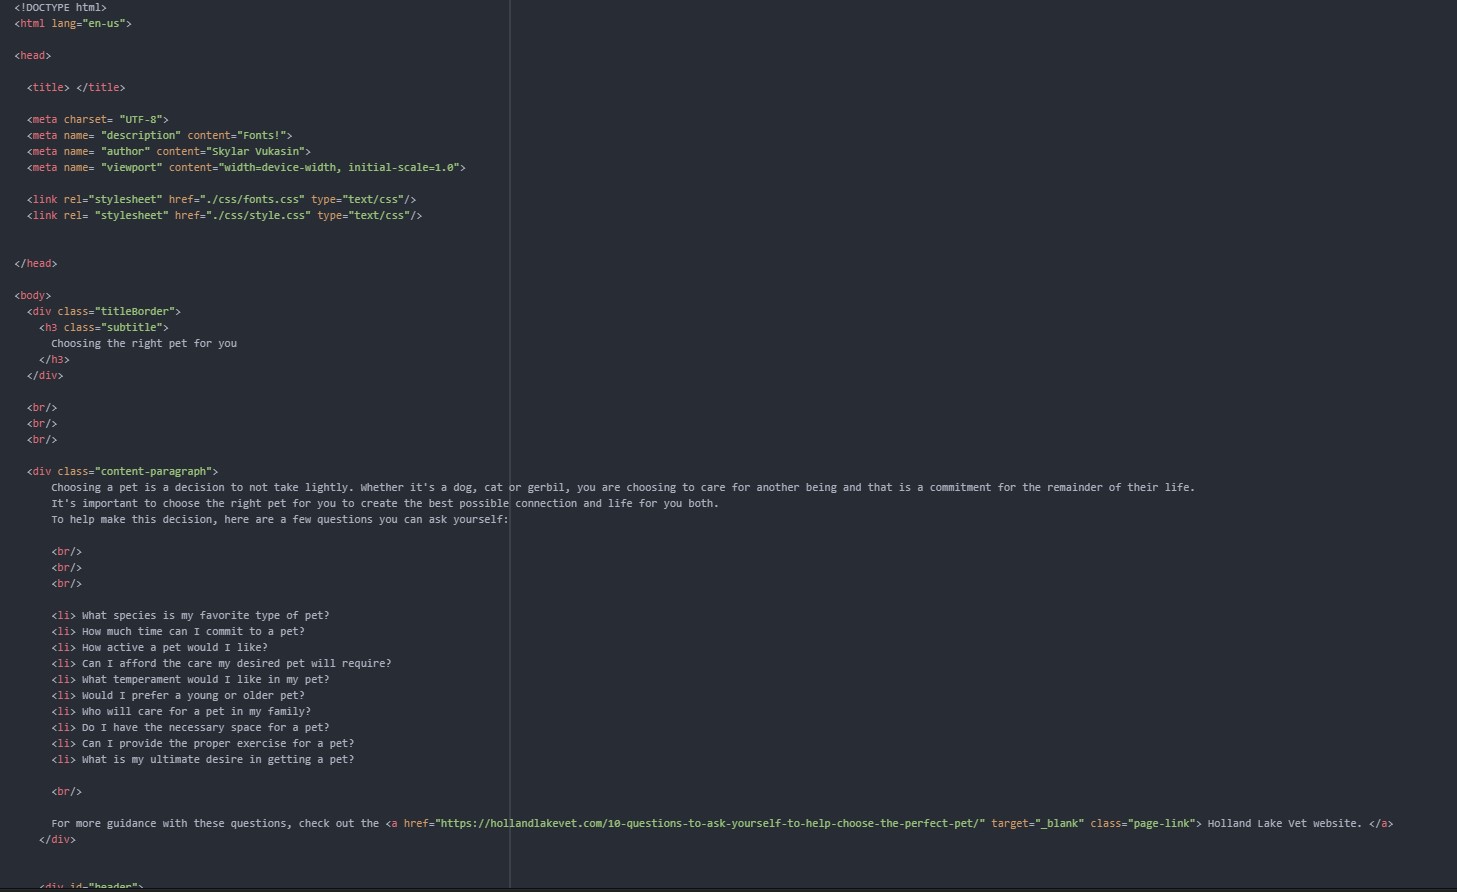 <!DOCTYPE html>
<html lang="en-us">
<head>
<title> </title>
<meta charset= "UTF-8">
<meta name= "description" content="Fonts!">
<meta name= "author" content="Skylar Vukasin">
<meta name= "viewport" content="width=device-width, initial-scale=1.0">
<link rel="stylesheet" href="./css/fonts.css" type="text/css"/>
<link rel= "stylesheet" href="./css/style.css" type="text/css"/>
</head>
<body>
<div class="titleBorder">
<h3 class="subtitle">
Choosing the right pet for you
</h3>
</div>
<br/>
<br/>
<br/>
<div class="content-paragraph">
Choosing a pet is a decision to not take lightly. Whether it's a dog, cat or gerbil, you are choosing to care for another being and that is a commitment for the remainder of their life.
It's important to choose the right pet for you to create the best possible connection and life for you both.
To help make this decision, here are a few questions you can ask yourself:
<br/>
<br/>
<br/>
<li> What species is my favorite type of pet?
<li> How much time can I commit to a pet?
<li> How active a pet would I like?
<li> Can I afford the care my desired pet will require?
<li> What temperament would I like in my pet?
<li> Would I prefer a young or older pet?
<li> Who will care for a pet in my family?
<li> Do I have the necessary space for a pet?
<li> Can I provide the proper exercise for a pet?
<li> What is my ultimate desire in getting a pet?
<br/>
For more guidance with these questions, check out the <a href="https://hollandlakevet.com/10-questions-to-ask-yourself-to-help-choose-the-perfect-pet/" target="_blank" class="page-link"> Holland Lake Vet website. </a>
</div>
<div id="header">